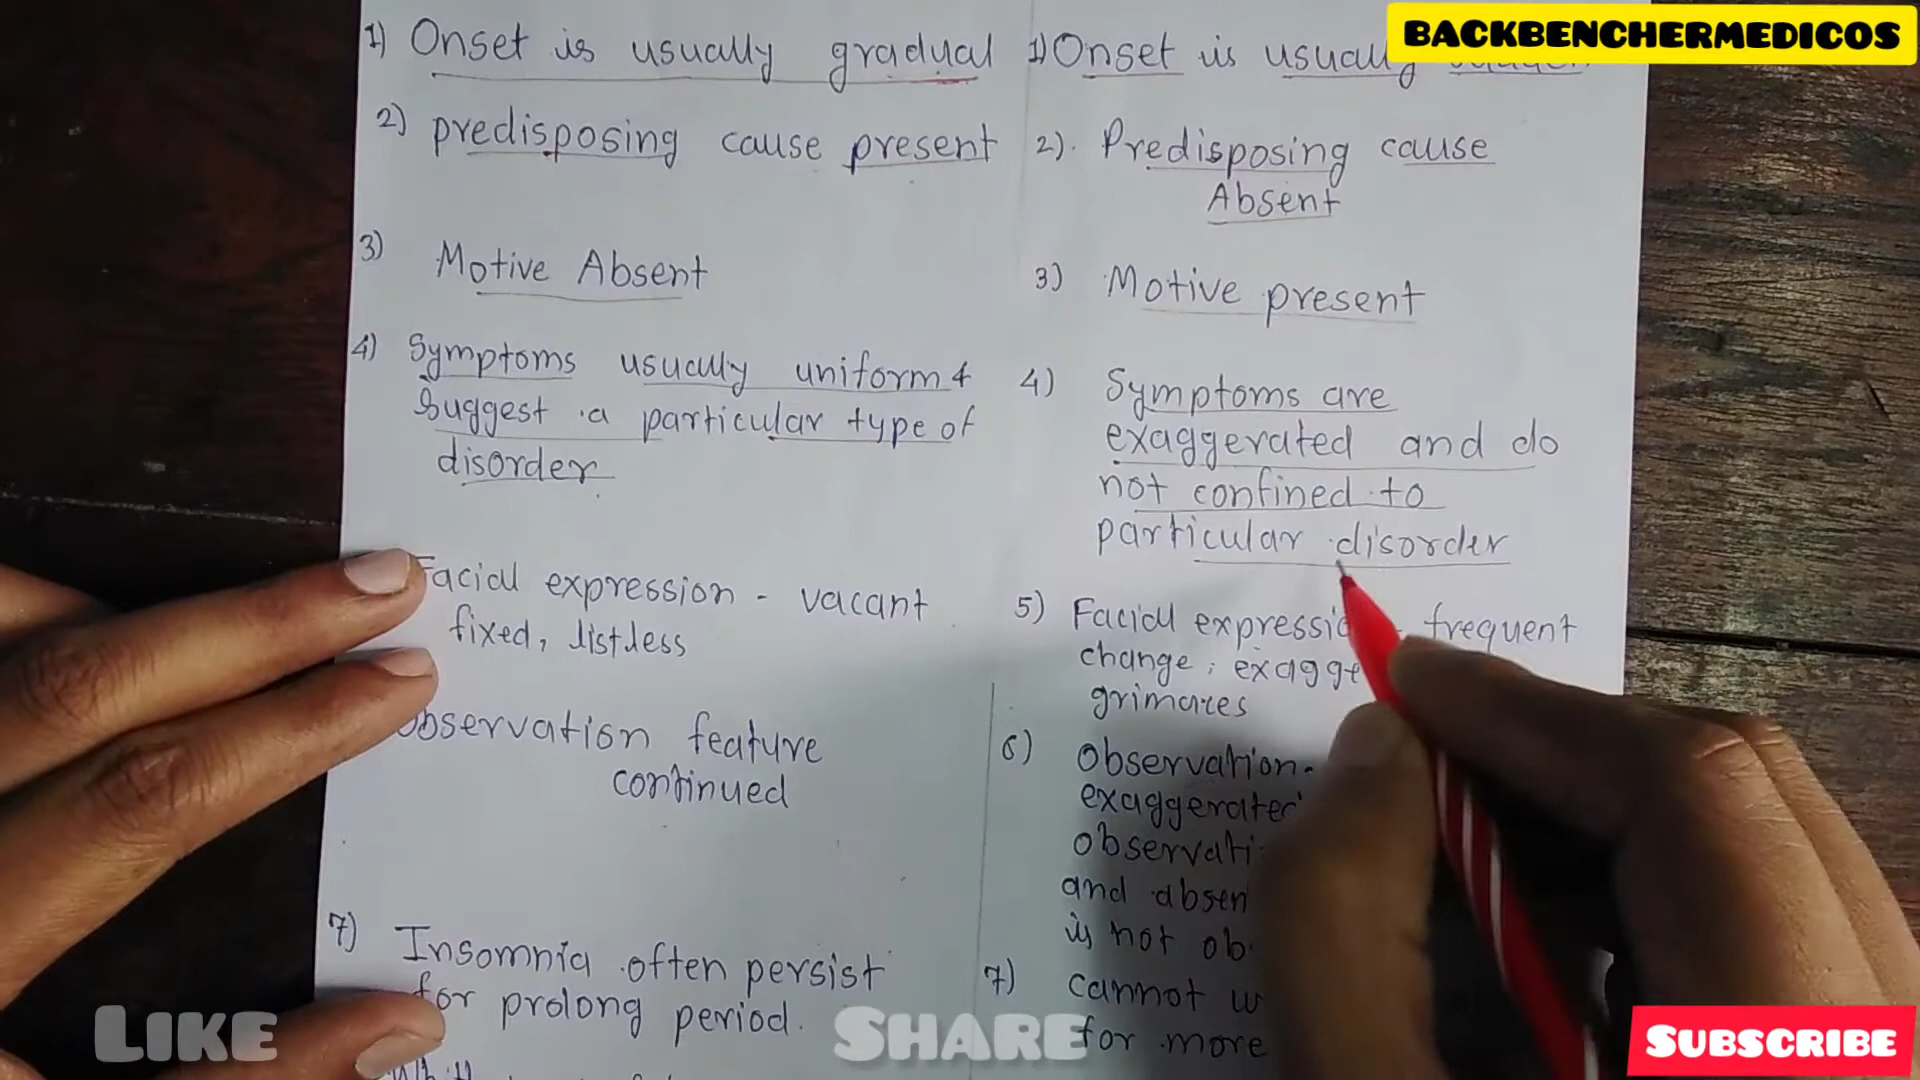 BACKBENCHERMEDICOS
1) Onset is usually gradual
2) predisposing cause present
3) Motive Absent
4) Symptoms usually uniform &
suggest a particular type of
disorder
Facial expression - vacant
fixed, listless
observation feature
continued
7) Insomnia often persist
for prolong period.
1) Onset is usually
2). Predisposing cause
Absent
3) Motive present
4) Symptoms are
exaggerated and do
not confined to
particular disorder
5) Facial expression - frequent
change, exagge
grimaces
6) Observation-
exaggerated
observati
and absen
is not ob
7) cannot w
for more
LIKE
SHARE
SUBSCRIBE